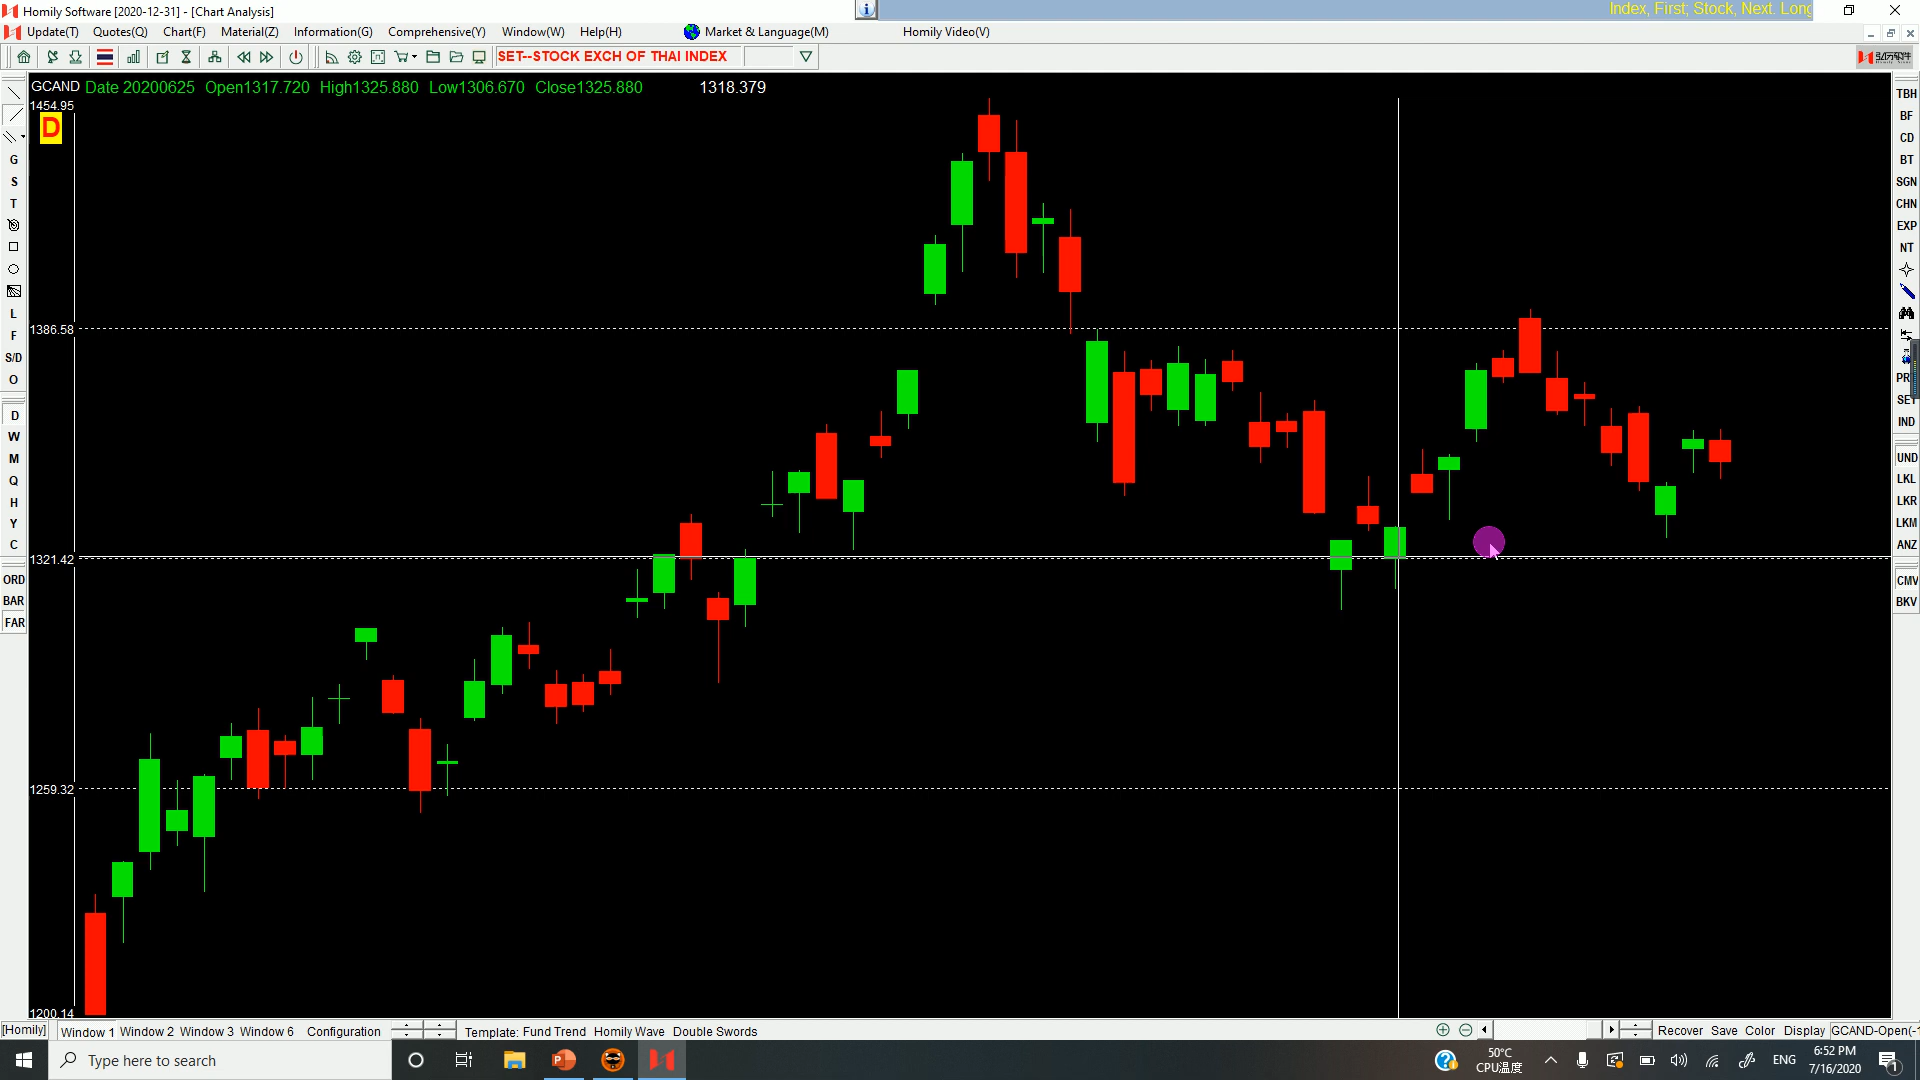 Homily Software [2020-12-31] - [Chart Analysis]
Index, First; Stock, Next. Long
Update(T) Quotes(Q) Chart(F) Material(Z) Information(G) Comprehensive(Y) Window(W) Help(H) Market & Language(M) Homily Video(V)
SET--STOCK EXCH OF THAI INDEX
GCAND Date 20200625 Open1317.720 High1325.880 Low1306.670 Close1325.880 1318.379
1454.95
D
1386.58
1321.42
1259.32
1200.14
G
S
T
L
F
S/D
O
D
W
M
Q
H
Y
C
ORD
BAR
FAR
TBH
BF
CD
BT
SGN
CHN
EXP
NT
PR
SET
IND
UND
LKL
LKR
LKM
ANZ
CMV
BKV
[Homily] Window 1 Window 2 Window 3 Window 6 Configuration Template: Fund Trend Homily Wave Double Swords Recover Save Color Display GCAND-Open(-1
Type here to search
50°C
CPU温度
ENG
6:52 PM
7/16/2020
1